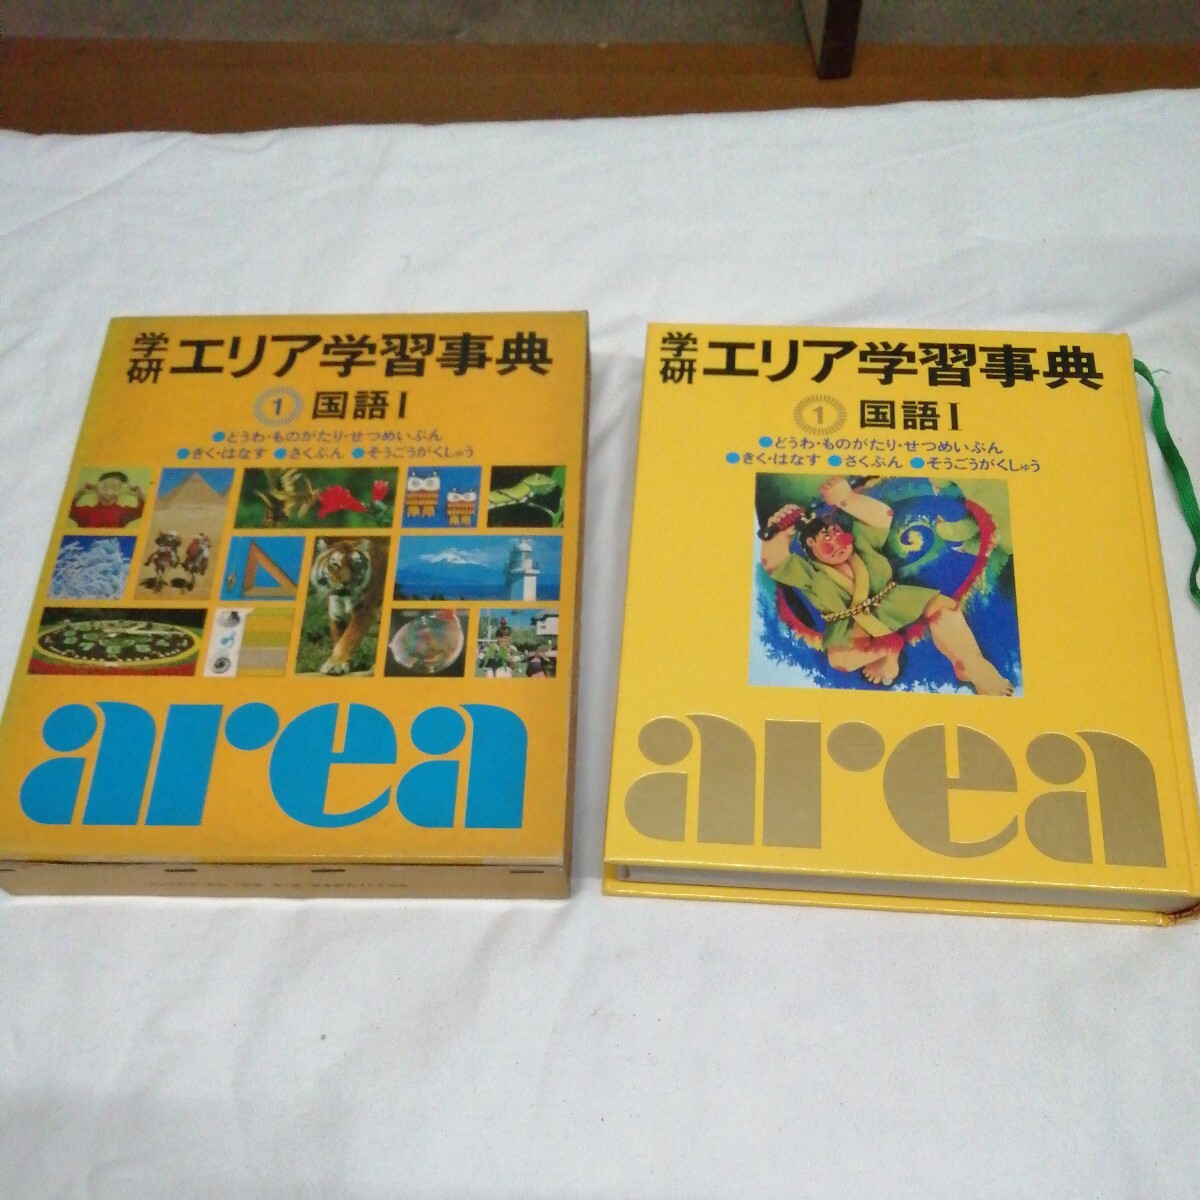 学研 エリア学習事典
① 国語Ⅰ
●どうわ・ものがたり・せつめいぶん
●きく・はなす ●さくぶん ●そうごうがくしゅう
area
学研 エリア学習事典
① 国語Ⅰ
●どうわ・ものがたり・せつめいぶん
●きく・はなす ●さくぶん ●そうごうがくしゅう
area